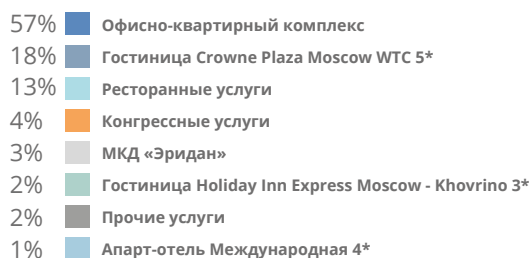 57% Офисно-квартирный комплекс
18% Гостиница Crowne Plaza Moscow WTC 5*
13% Ресторанные услуги
4% Конгрессные услуги
3% МКД «Эридан»
2% Гостиница Holiday Inn Express Moscow - Khovrino 3*
2% Прочие услуги
1% Апарт-отель Международная 4*